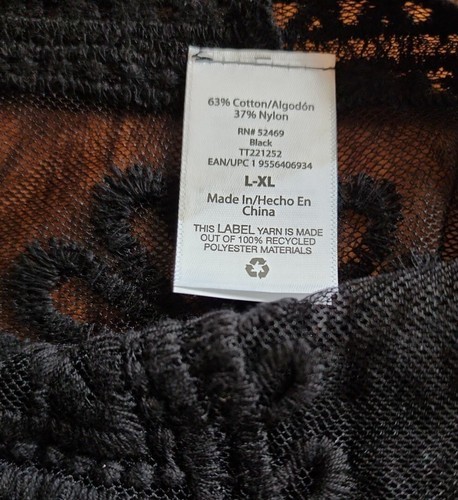 63% Cotton/Algodón
37% Nylon
RN# 52469
Black
TT221252
EAN/UPC 1 9556406934
L-XL
Made In/Hecho En
China
THIS LABEL YARN IS MADE
OUT OF 100% RECYCLED
POLYESTER MATERIALS